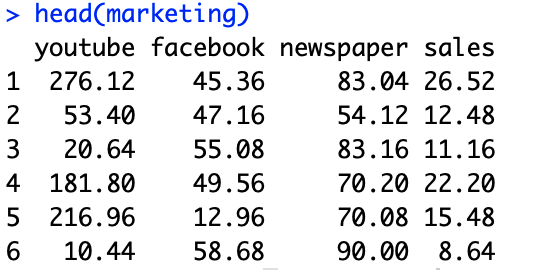 > head(marketing)
youtube facebook newspaper sales
1 276.12 45.36 83.04 26.52
2 53.40 47.16 54.12 12.48
3 20.64 55.08 83.16 11.16
4 181.80 49.56 70.20 22.20
5 216.96 12.96 70.08 15.48
6 10.44 58.68 90.00 8.64